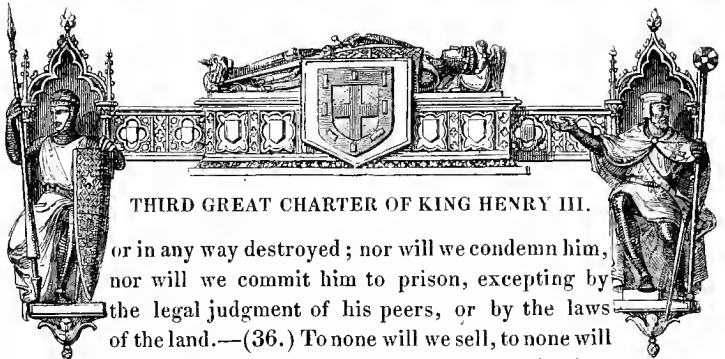 THIRD GREAT CHARTER OF KING HENRY III.
or in any way destroyed ; nor will we condemn him,
nor will we commit him to prison, excepting by
the legal judgment of his peers, or by the laws
of the land.—(36.) To none will we sell, to none will